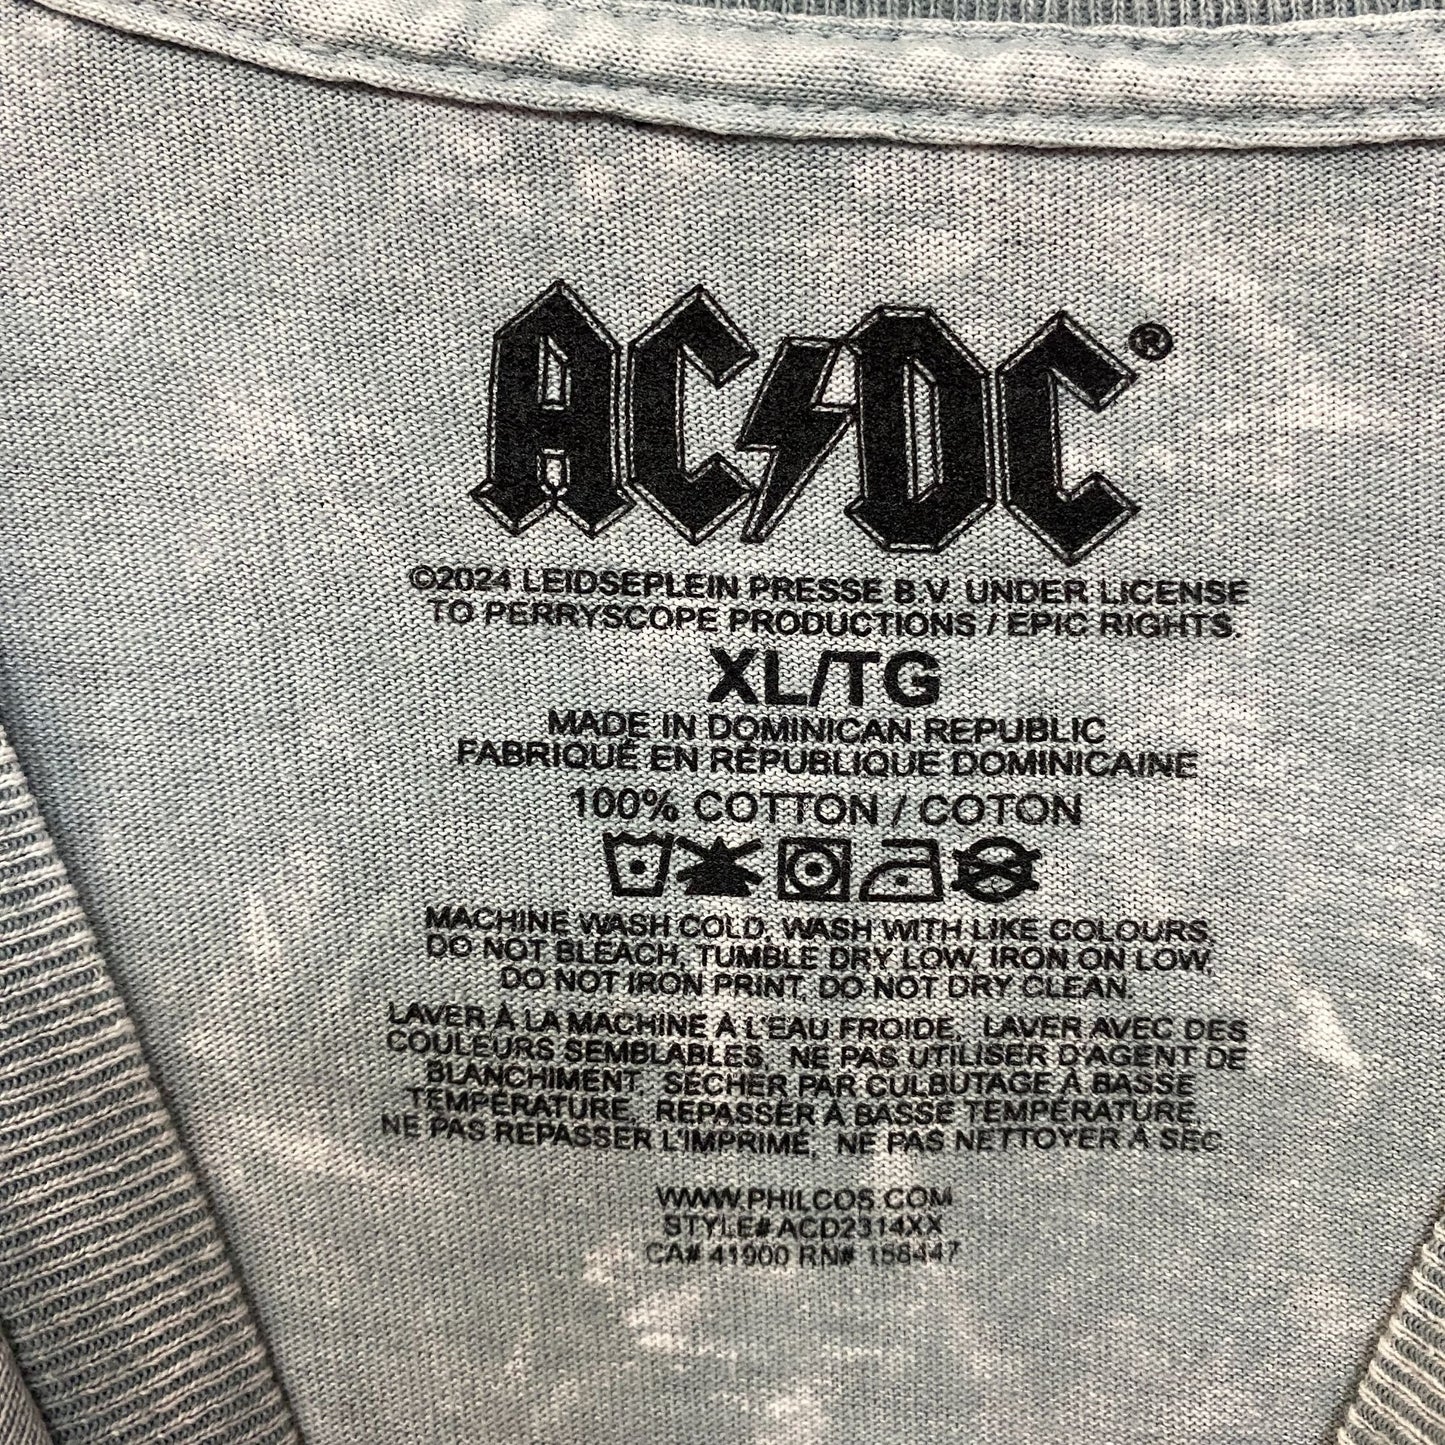 AC⚡DC®
©2024 LEIDSEPLEIN PRESSE B.V. UNDER LICENSE
TO PERRYSCOPE PRODUCTIONS / EPIC RIGHTS.
XL/TG
MADE IN DOMINICAN REPUBLIC
FABRIQUÉ EN RÉPUBLIQUE DOMINICAINE
100% COTTON / COTON
MACHINE WASH COLD, WASH WITH LIKE COLOURS,
DO NOT BLEACH, TUMBLE DRY LOW, IRON ON LOW,
DO NOT IRON PRINT, DO NOT DRY CLEAN.
LAVER À LA MACHINE À L'EAU FROIDE, LAVER AVEC DES
COULEURS SEMBLABLES, NE PAS UTILISER D'AGENT DE
BLANCHIMENT, SÉCHER PAR CULBUTAGE À BASSE
TEMPÉRATURE, REPASSER À BASSE TEMPÉRATURE,
NE PAS REPASSER L'IMPRIMÉ, NE PAS NETTOYER À SEC
WWW.PHILCOS.COM
STYLE# ACD2314XX
CA# 41900 RN# 158447